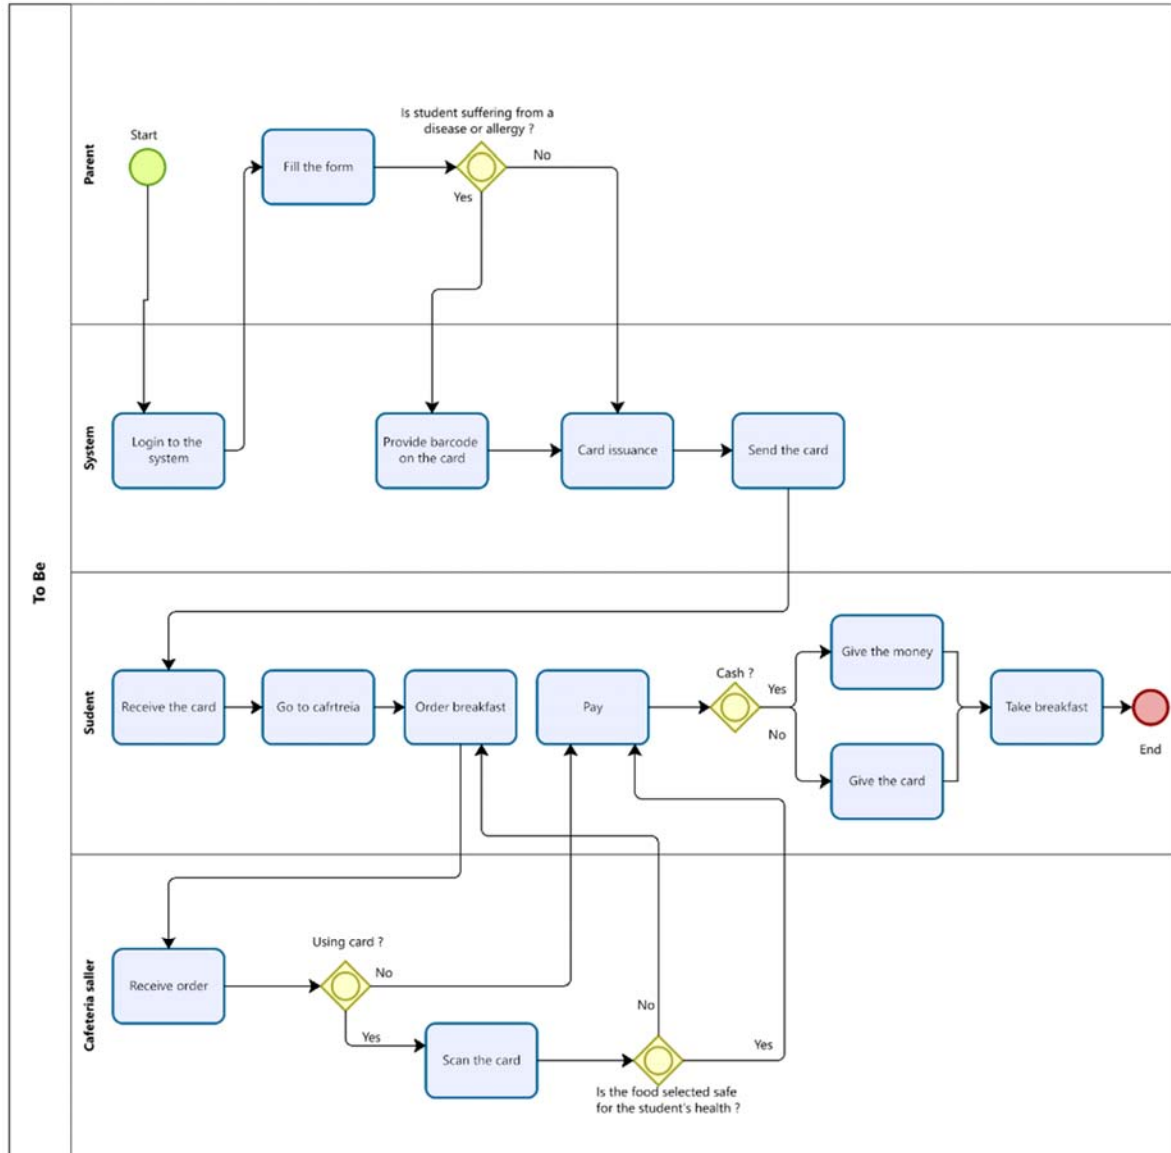 To Be
Parent
Start
Fill the form
Is student suffering from a
disease or allergy ?
No
Yes
System
Login to the
system
Provide barcode
on the card
Card issuance
Send the card
Sudent
Receive the card
Go to cafrtreia
Order breakfast
Pay
Cash ?
Yes
No
Give the money
Give the card
Take breakfast
End
Cafeteria saller
Receive order
Using card ?
No
Yes
Scan the card
No
Yes
Is the food selected safe
for the student's health ?